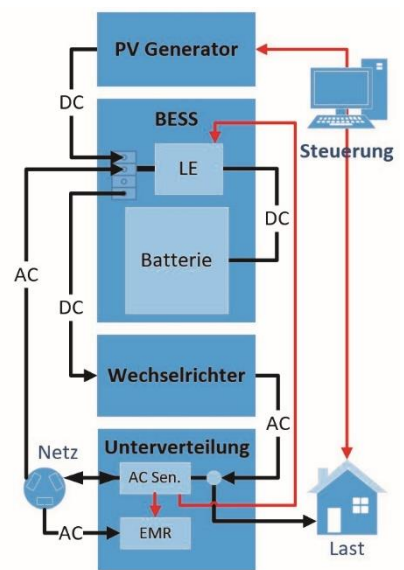 PV Generator
DC
BESS
Steuerung
LE
DC
AC
Batterie
DC
Wechselrichter
AC
Netz
Unterverteilung
AC Sen.
AC
EMR
Last